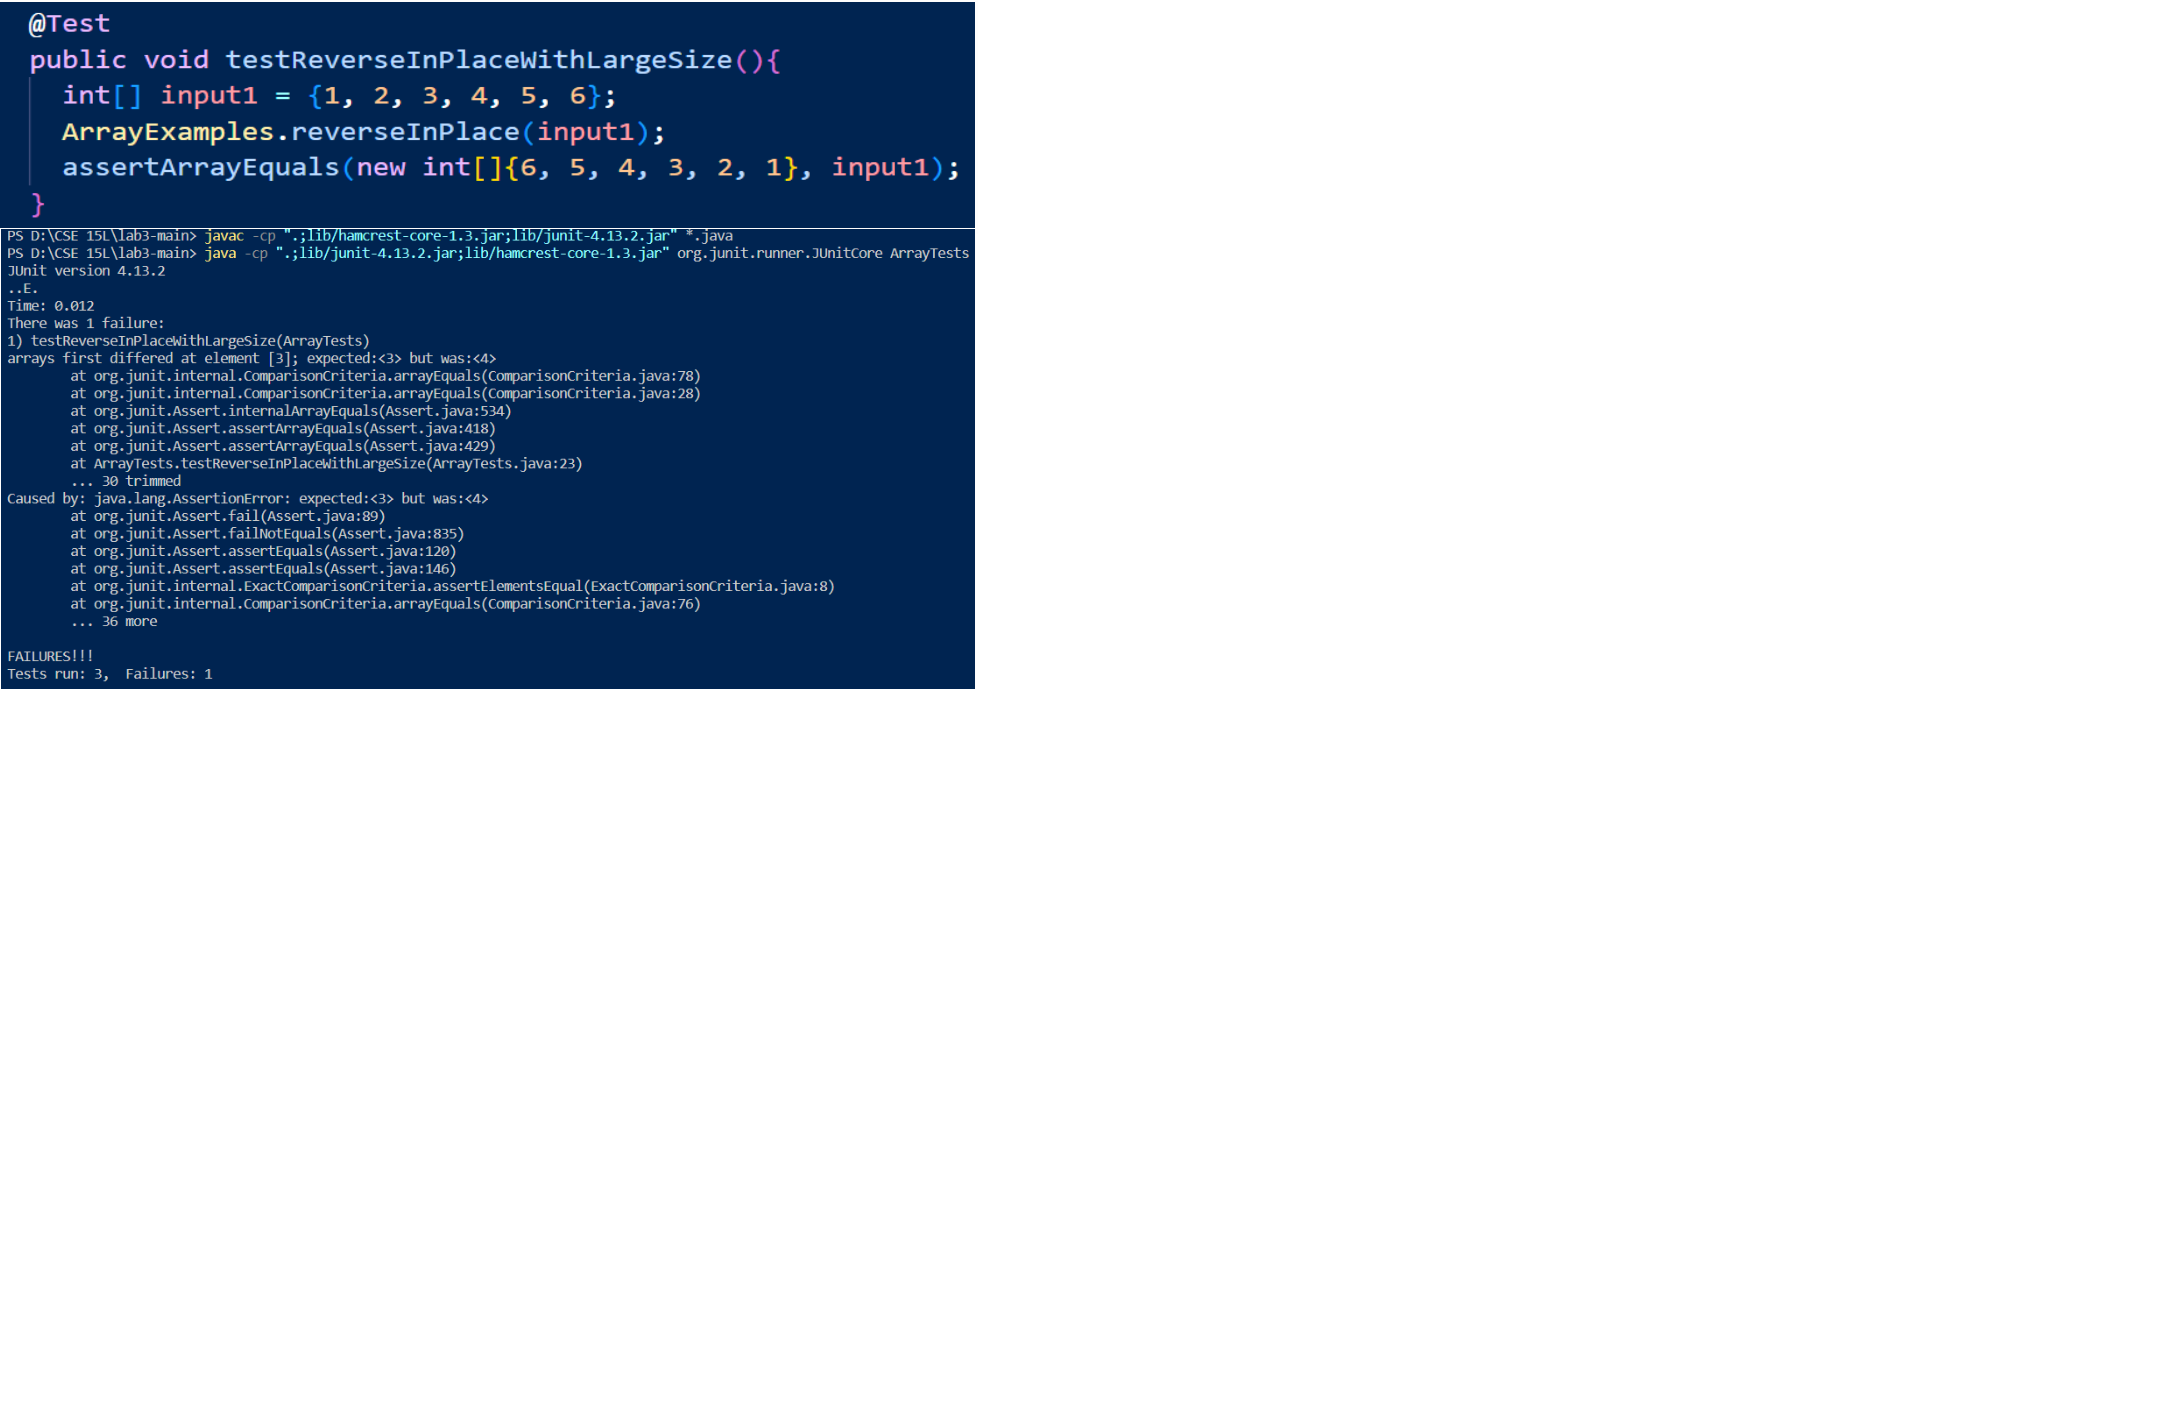 @Test
public void testReverseInPlaceWithLargeSize(){
int[] input1 = {1, 2, 3, 4, 5, 6};
ArrayExamples.reverseInPlace(input1);
assertArrayEquals(new int[]{6, 5, 4, 3, 2, 1}, input1);
}
PS D:\CSE 15L\lab3-main> javac -cp ".;lib/hamcrest-core-1.3.jar;lib/junit-4.13.2.jar" *.java
PS D:\CSE 15L\lab3-main> java -cp ".;lib/junit-4.13.2.jar;lib/hamcrest-core-1.3.jar" org.junit.runner.JUnitCore ArrayTests
JUnit version 4.13.2
..E.
Time: 0.012
There was 1 failure:
1) testReverseInPlaceWithLargeSize(ArrayTests)
arrays first differed at element [3]; expected:<3> but was:<4>
at org.junit.internal.ComparisonCriteria.arrayEquals(ComparisonCriteria.java:78)
at org.junit.internal.ComparisonCriteria.arrayEquals(ComparisonCriteria.java:28)
at org.junit.Assert.internalArrayEquals(Assert.java:534)
at org.junit.Assert.assertArrayEquals(Assert.java:418)
at org.junit.Assert.assertArrayEquals(Assert.java:429)
at ArrayTests.testReverseInPlaceWithLargeSize(ArrayTests.java:23)
... 30 trimmed
Caused by: java.lang.AssertionError: expected:<3> but was:<4>
at org.junit.Assert.fail(Assert.java:89)
at org.junit.Assert.failNotEquals(Assert.java:835)
at org.junit.Assert.assertEquals(Assert.java:120)
at org.junit.Assert.assertEquals(Assert.java:146)
at org.junit.internal.ExactComparisonCriteria.assertElementsEqual(ExactComparisonCriteria.java:8)
at org.junit.internal.ComparisonCriteria.arrayEquals(ComparisonCriteria.java:76)
... 36 more
FAILURES!!!
Tests run: 3,  Failures: 1